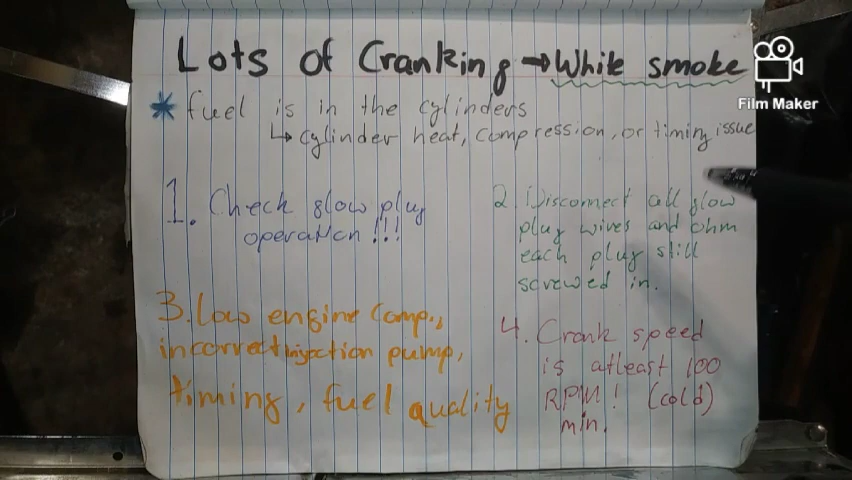 Lots of Cranking → White smoke
Film Maker
* fuel is in the cylinders
↳ cylinder heat, compression, or timing issue
1. Check glow plug
operation!!!
2. Disconnect all glow
plug wires and ohm
each plug still
screwed in.
3. Low engine Comp.,
incorrect injection pump,
timing, fuel quality
4. Crank speed
is atleast 100
RPM! (cold)
min.